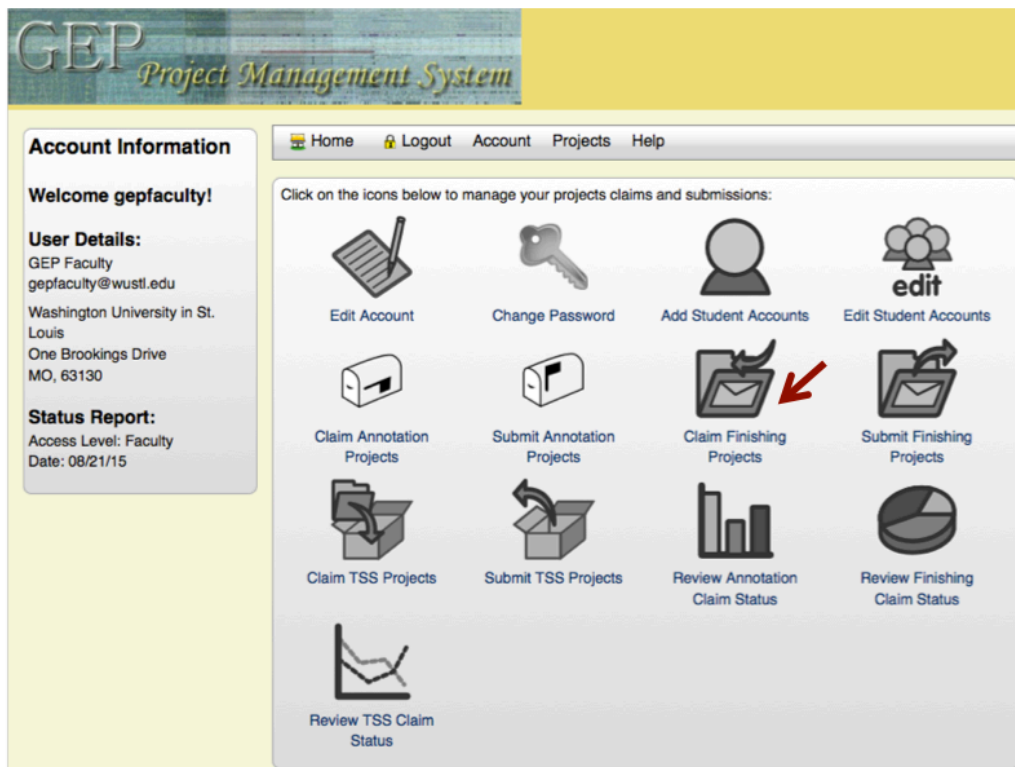 GEP
Project Management System
Account Information
Welcome gepfaculty!
User Details:
GEP Faculty
gepfaculty@wustl.edu
Washington University in St.
Louis
One Brookings Drive
MO, 63130
Status Report:
Access Level: Faculty
Date: 08/21/15
Home Logout Account Projects Help
Click on the icons below to manage your projects claims and submissions:
edit
Edit Account Change Password Add Student Accounts Edit Student Accounts
Claim Annotation
Projects
Submit Annotation
Projects
Claim Finishing
Projects
Submit Finishing
Projects
Claim TSS Projects
Submit TSS Projects
Review Annotation
Claim Status
Review Finishing
Claim Status
Review TSS Claim
Status